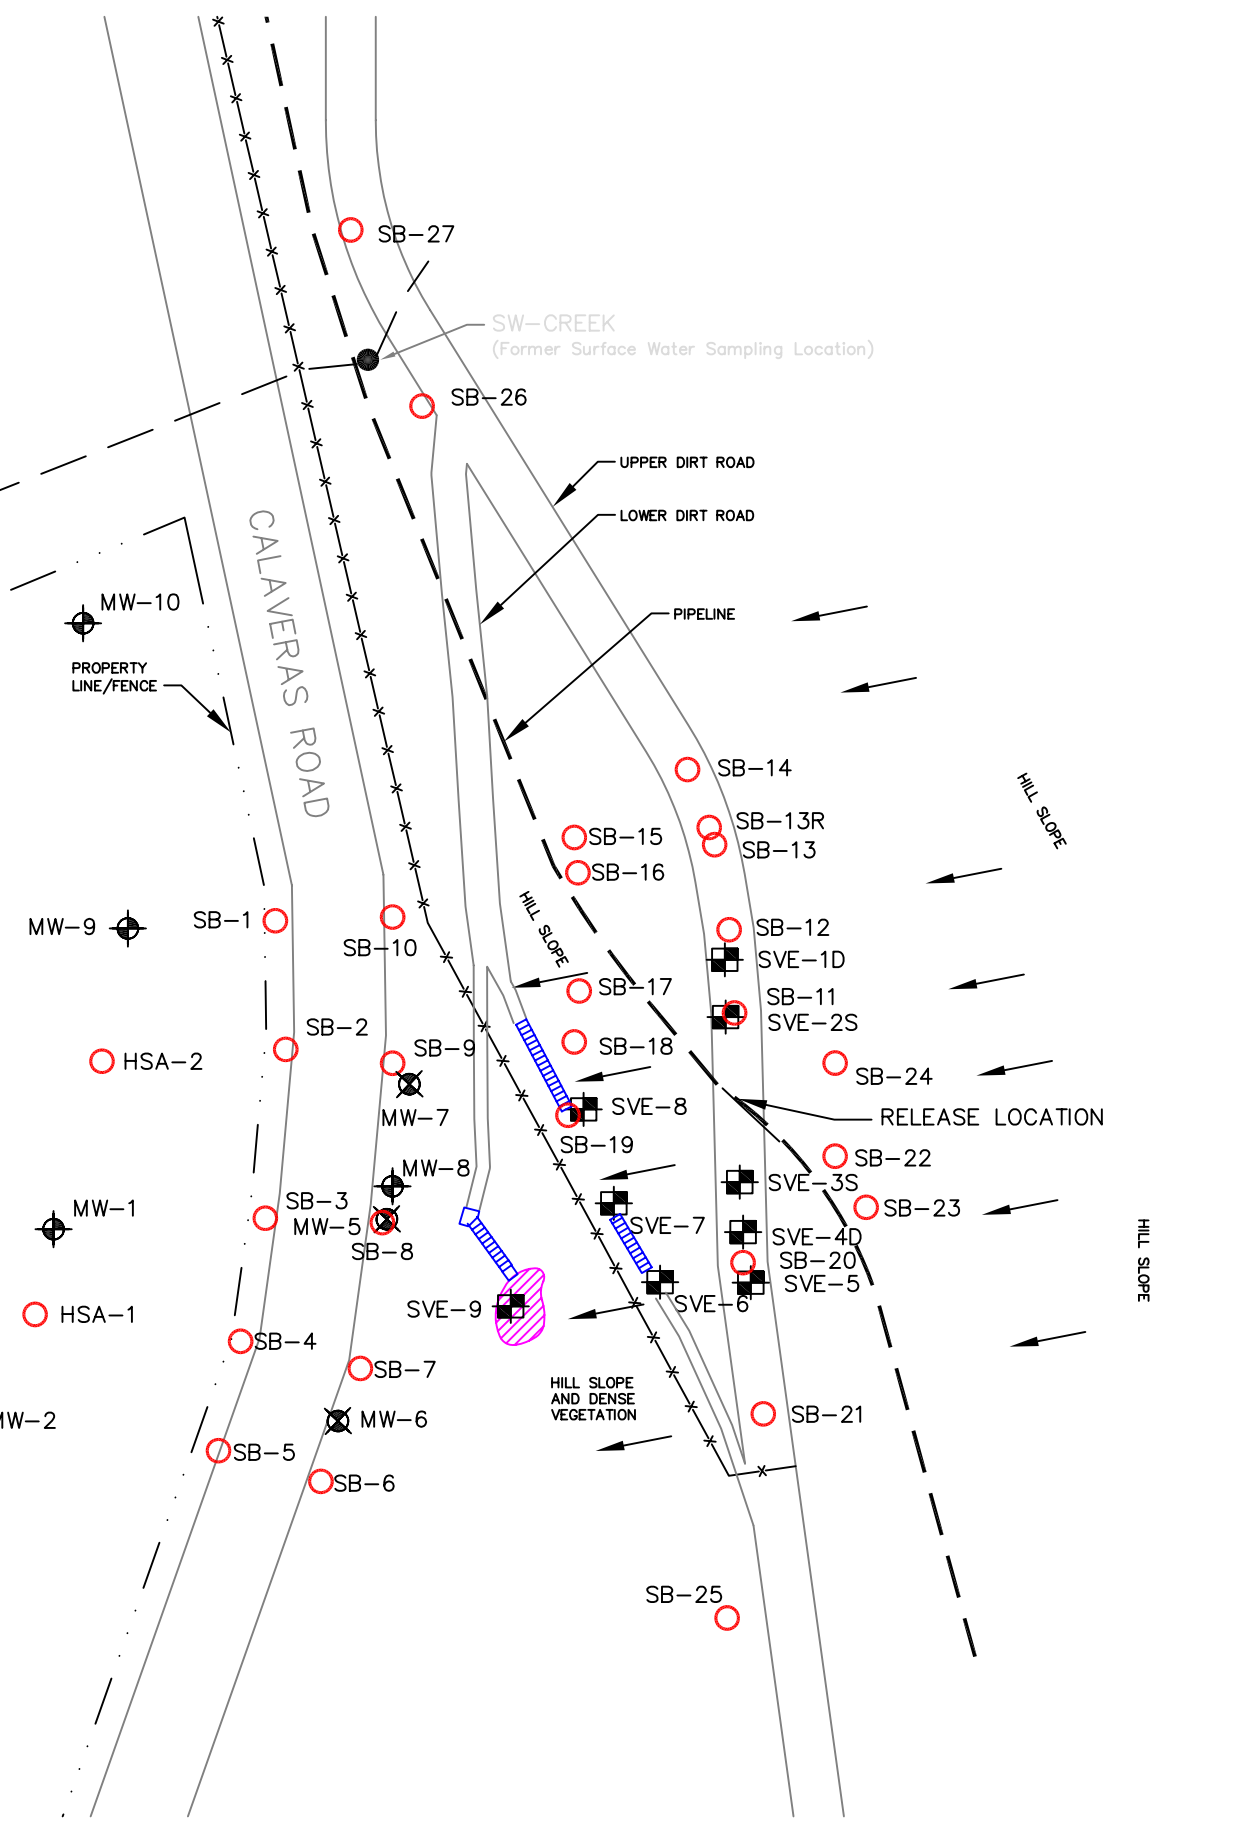 SB-27
SW-CREEK
(Former Surface Water Sampling Location)
SB-26
UPPER DIRT ROAD
LOWER DIRT ROAD
CALAVERAS ROAD
MW-10
PIPELINE
PROPERTY
LINE/FENCE
SB-14
HILL SLOPE
SB-13R
SB-15
SB-13
SB-16
HILL SLOPE
MW-9
SB-1
SB-10
SB-12
SVE-1D
SB-17
SB-11
SVE-2S
SB-2
SB-9
SB-18
HSA-2
SB-24
MW-7
SVE-8
RELEASE LOCATION
SB-19
SB-22
MW-8
SVE-3S
MW-1
SB-3
MW-5
SVE-7
SB-23
SVE-4D
SB-8
SB-20
HILL SLOPE
SVE-5
HSA-1
SVE-9
SVE-6
SB-4
SB-7
HILL SLOPE
AND DENSE
VEGETATION
MW-2
MW-6
SB-21
SB-5
SB-6
SB-25